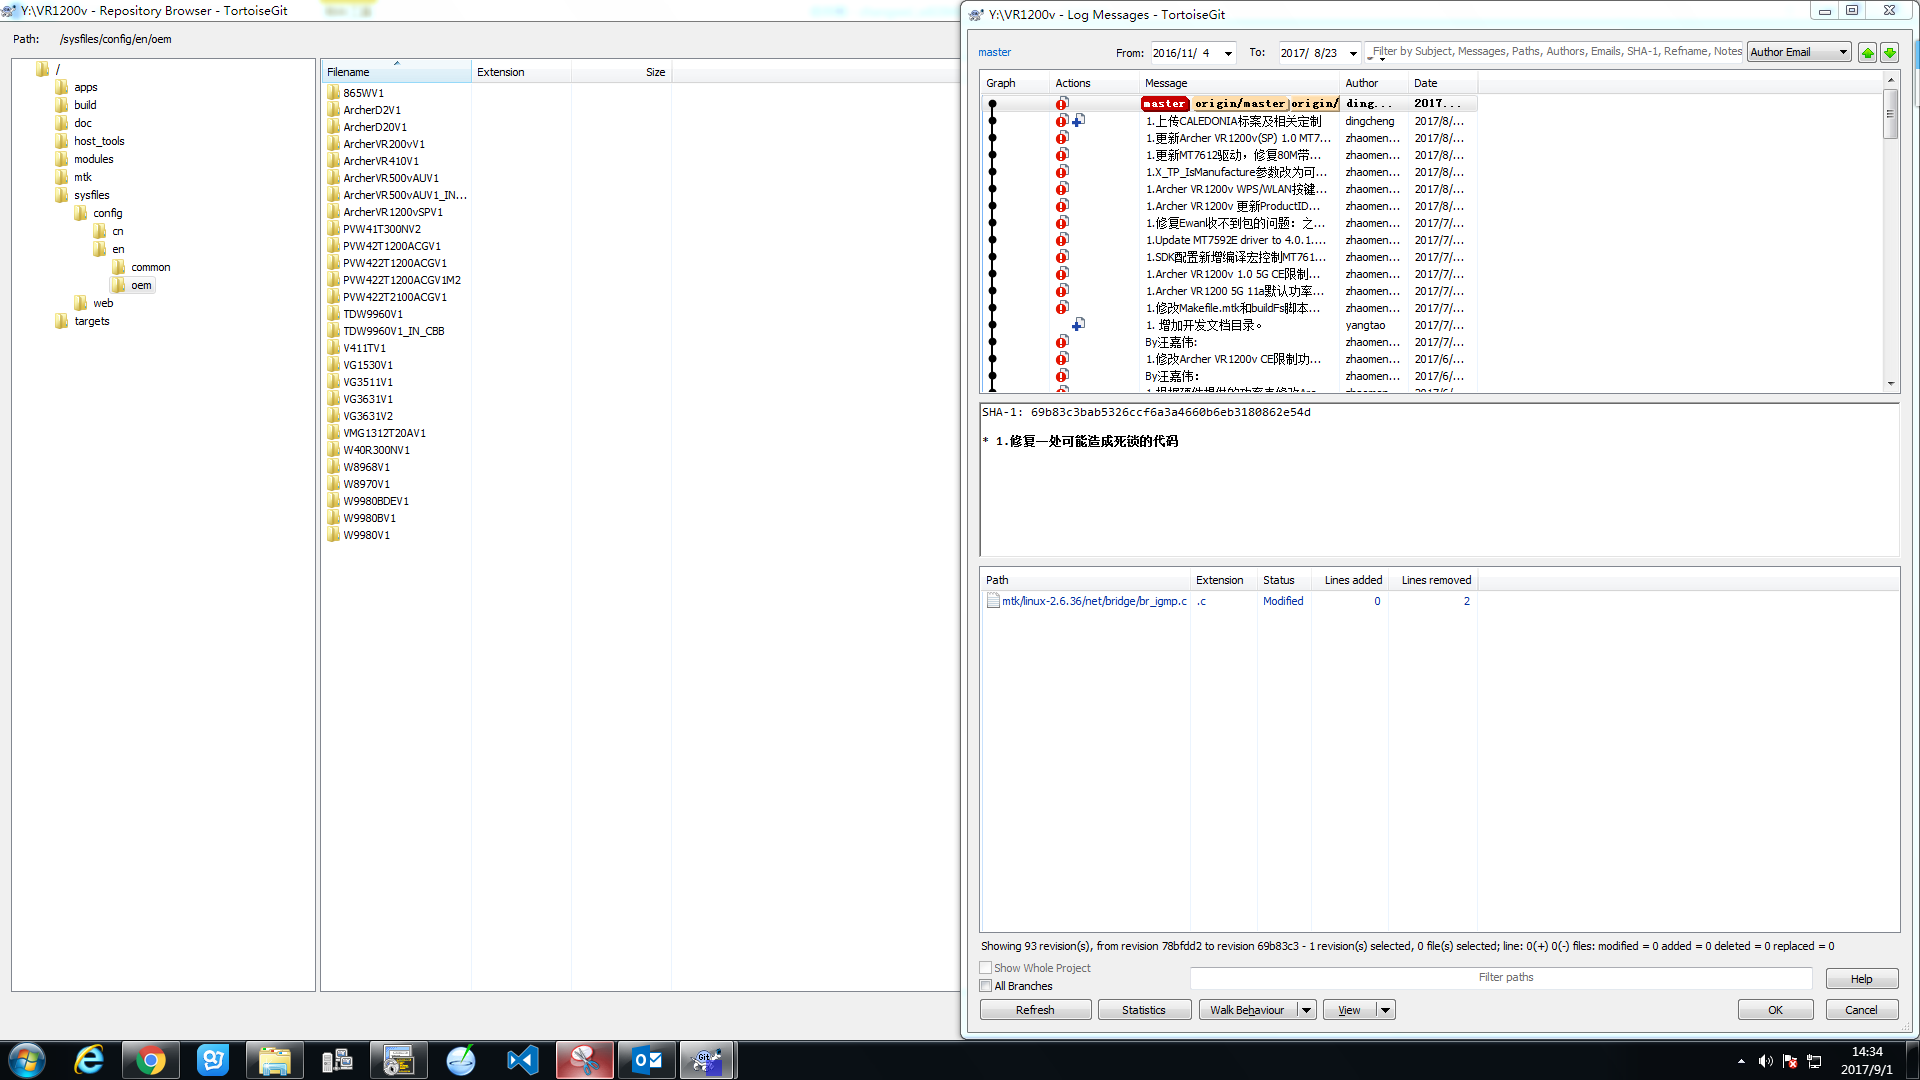 Y:\VR1200v - Repository Browser - TortoiseGit
Path: /sysfiles/config/en/oem
/
apps
build
doc
host_tools
modules
mtk
sysfiles
config
cn
en
common
oem
web
targets
Filename Extension Size
865WV1
ArcherD2V1
ArcherD20V1
ArcherVR200vV1
ArcherVR410V1
ArcherVR500vAUV1
ArcherVR500vAUV1_IN...
ArcherVR1200vSPV1
PVW41T300NV2
PVW42T1200ACGV1
PVW422T1200ACGV1
PVW422T1200ACGV1M2
PVW422T2100ACGV1
TDW9960V1
TDW9960V1_IN_CBB
V411TV1
VG1530V1
VG3511V1
VG3631V1
VG3631V2
VMG1312T20AV1
W40R300NV1
W8968V1
W8970V1
W9980BDEV1
W9980BV1
W9980V1
Y:\VR1200v - Log Messages - TortoiseGit
master From: 2016/11/ 4 To: 2017/ 8/23 Filter by Subject, Messages, Paths, Authors, Emails, SHA-1, Refname, Notes Author Email
Graph Actions Message Author Date
master origin/master origin/ ding... 2017...
1.上传CALEDONIA标案及相关定制 dingcheng 2017/8/...
1.更新Archer VR1200v(SP) 1.0 MT7... zhaomen... 2017/8/...
1.更新MT7612驱动，修复80M带... zhaomen... 2017/8/...
1.X_TP_IsManufacture参数改为可... zhaomen... 2017/8/...
1.Archer VR1200v WPS/WLAN按键... zhaomen... 2017/8/...
1.Archer VR1200v 更新ProductID... zhaomen... 2017/8/...
1.修复Ewan收不到包的问题：之... zhaomen... 2017/7/...
1.Update MT7592E driver to 4.0.1.... zhaomen... 2017/7/...
1.SDK配置新增编译宏控制MT761... zhaomen... 2017/7/...
1.Archer VR1200v 1.0 5G CE限制... zhaomen... 2017/7/...
1.Archer VR1200 5G 11a默认功率... zhaomen... 2017/7/...
1.修改Makefile.mtk和buildFs脚本... zhaomen... 2017/7/...
1. 增加开发文档目录。 yangtao 2017/7/...
By汪嘉伟: zhaomen... 2017/7/...
1.修改Archer VR1200v CE限制功... zhaomen... 2017/6/...
By汪嘉伟: zhaomen... 2017/6/...
SHA-1: 69b83c3bab5326ccf6a3a4660b6eb3180862e54d
* 1.修复一处可能造成死锁的代码
Path Extension Status Lines added Lines removed
mtk/linux-2.6.36/net/bridge/br_igmp.c .c Modified 0 2
Showing 93 revision(s), from revision 78bfdd2 to revision 69b83c3 - 1 revision(s) selected, 0 file(s) selected; line: 0(+) 0(-) files: modified = 0 added = 0 deleted = 0 replaced = 0
Show Whole Project
All Branches
Filter paths
Help
Refresh Statistics Walk Behaviour View OK Cancel
Git
14:34
2017/9/1